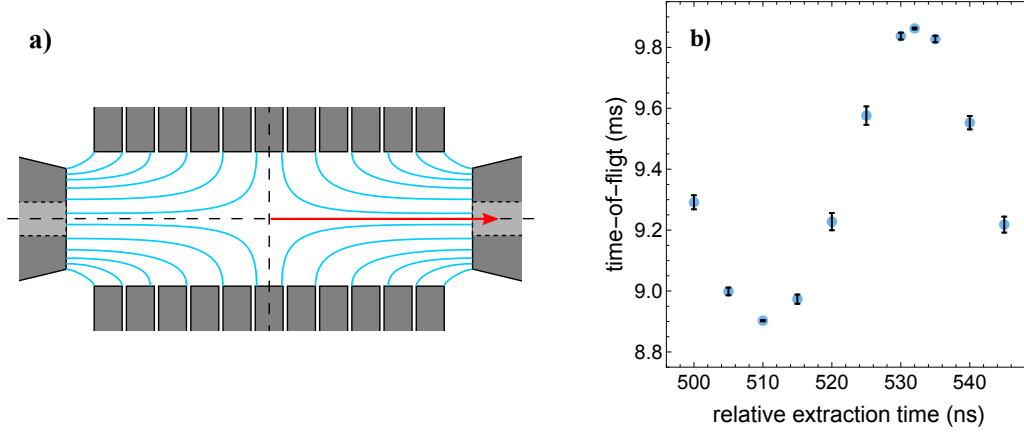 a)
b)
9.8
9.6
9.4
9.2
9.0
8.8
time-of-fligt (ms)
500 510 520 530 540
relative extraction time (ns)